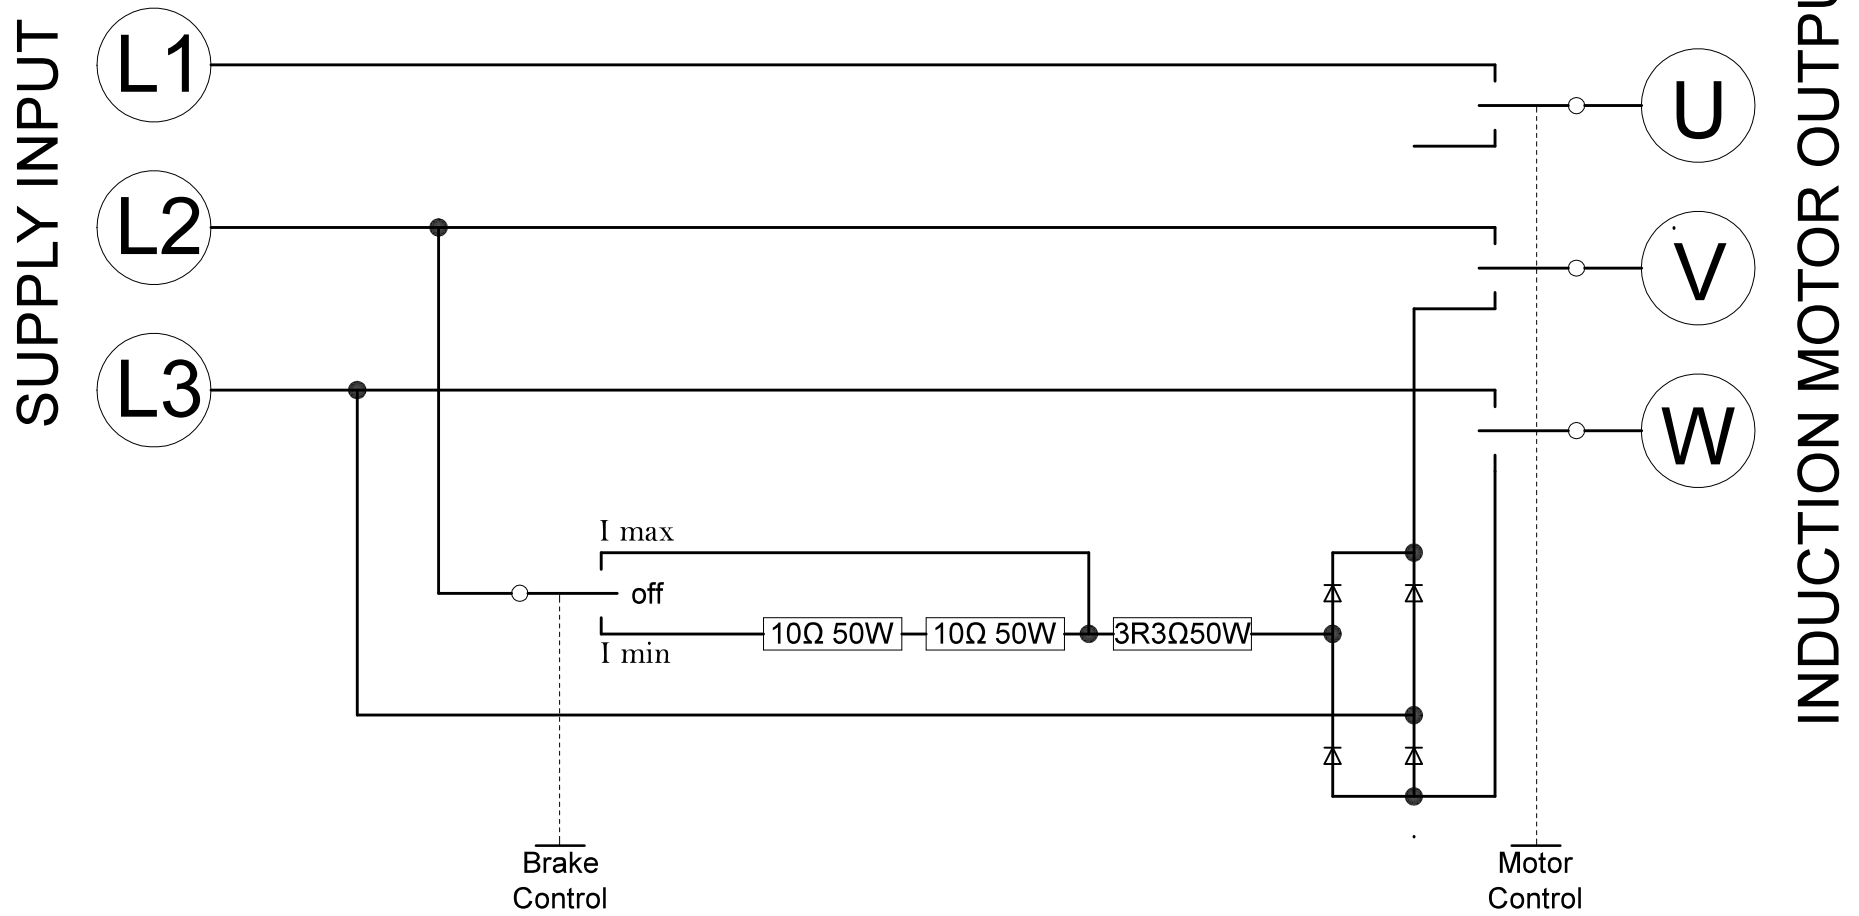 SUPPLY INPUT
L1
L2
L3
U
V
W
INDUCTION MOTOR OUTPU
I max
off
I min
10Ω 50W
10Ω 50W
3R3Ω50W
Brake
Control
Motor
Control